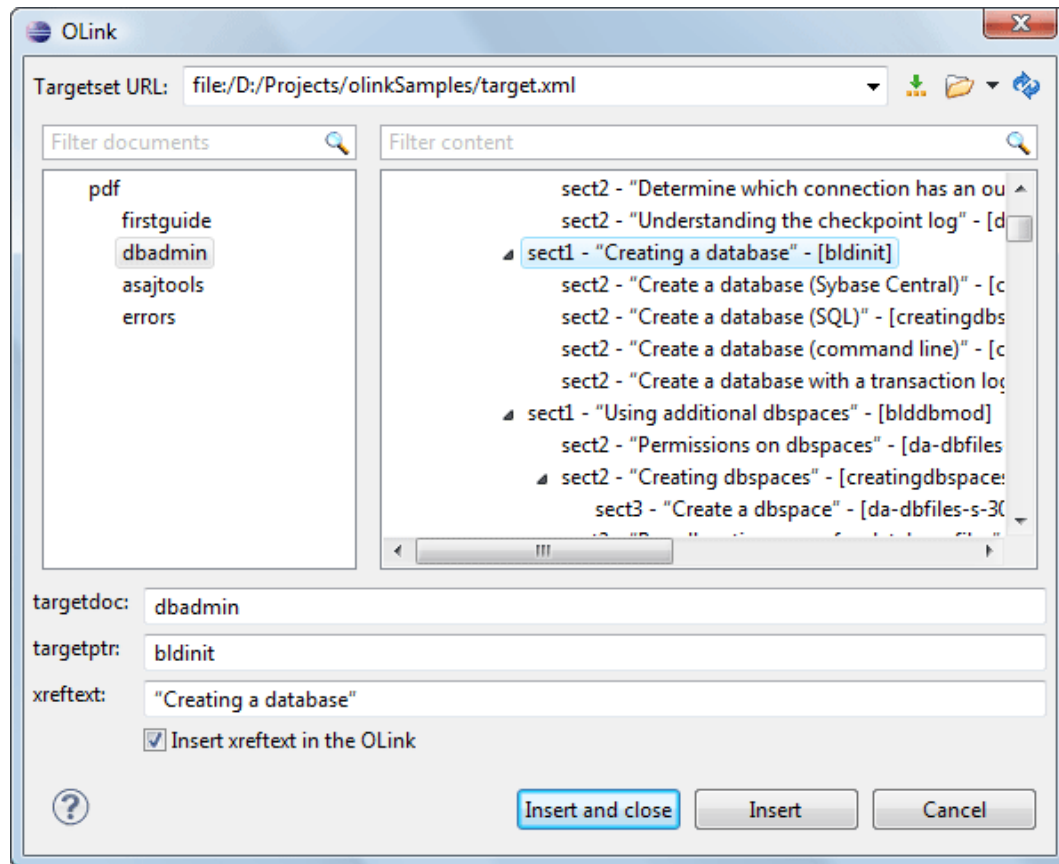 OLink
Targetset URL: file:/D:/Projects/olinkSamples/target.xml
Filter documents
Filter content
pdf
firstguide
dbadmin
asajtools
errors
sect2 - "Determine which connection has an ou
sect2 - "Understanding the checkpoint log" - [d
sect1 - "Creating a database" - [bldinit]
sect2 - "Create a database (Sybase Central)" - [c
sect2 - "Create a database (SQL)" - [creatingdbs
sect2 - "Create a database (command line)" - [c
sect2 - "Create a database with a transaction log
sect1 - "Using additional dbspaces" - [blddbmod]
sect2 - "Permissions on dbspaces" - [da-dbfiles
sect2 - "Creating dbspaces" - [creatingdbspaces
sect3 - "Create a dbspace" - [da-dbfiles-s-30
targetdoc: dbadmin
targetptr: bldinit
xreftext: "Creating a database"
Insert xreftext in the OLink
? Insert and close Insert Cancel